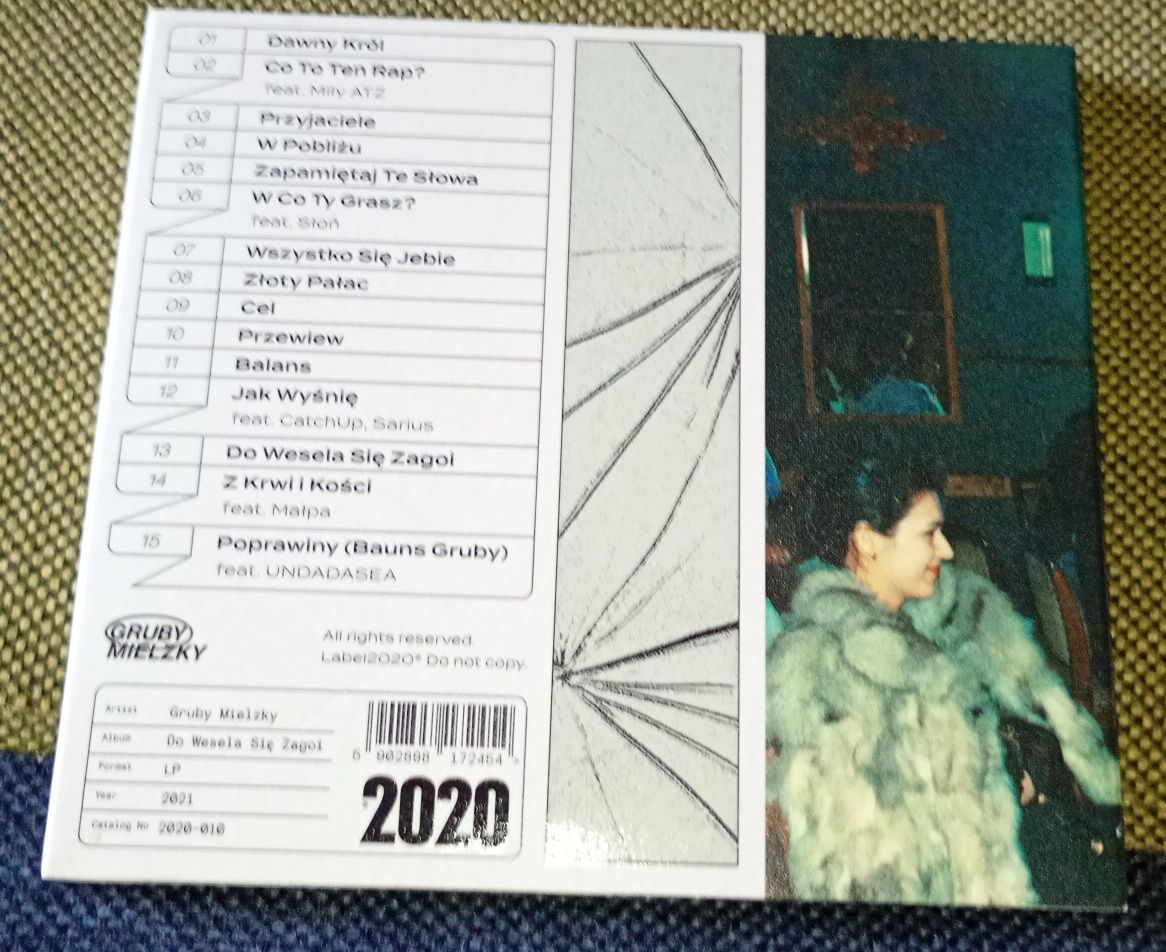 01 Dawny Król
02 Co To Ten Rap?
feat. Miły ATZ
03 Przyjaciele
04 W Pobliżu
05 Zapamiętaj Te Słowa
06 W Co Ty Grasz?
feat. Słoń
07 Wszystko Się Jebie
08 Złoty Pałac
09 Cel
10 Przewiew
11 Balans
12 Jak Wyśnię
feat. CatchUp, Sarius
13 Do Wesela Się Zagoi
14 Z Krwi i Kości
feat. Małpa
15 Poprawiny (Bauns Gruby)
feat. UNDADASEA
GRUBY
MIELZKY
All rights reserved.
Label2020® Do not copy.
Artist Gruby Mielzky
Album Do Wesela Się Zagoi
Format LP
Year 2021
Catalog No 2020-010
5 902898 172454 >
2020